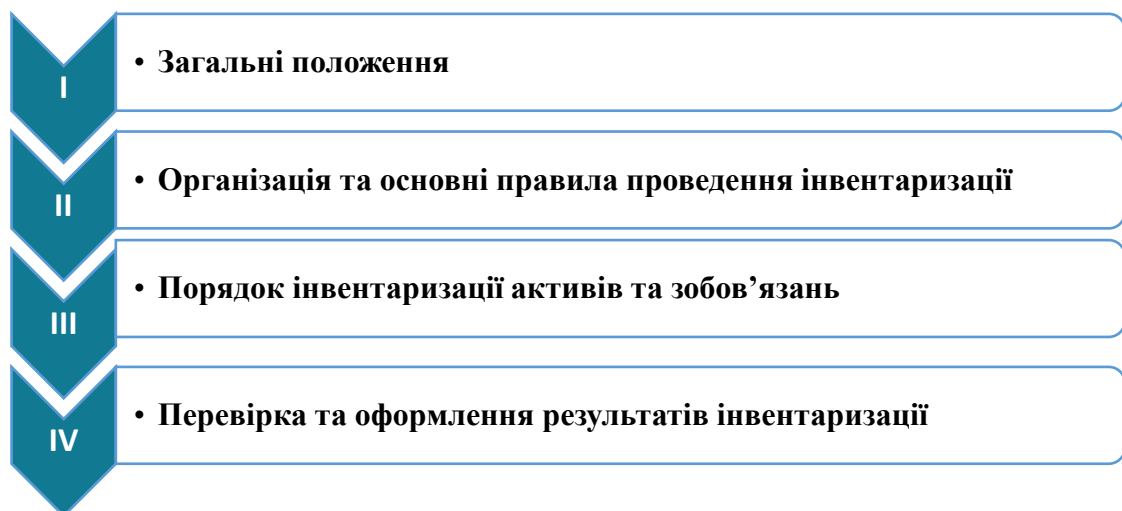 I
• Загальні положення
II
• Організація та основні правила проведення інвентаризації
III
• Порядок інвентаризації активів та зобов’язань
IV
• Перевірка та оформлення результатів інвентаризації